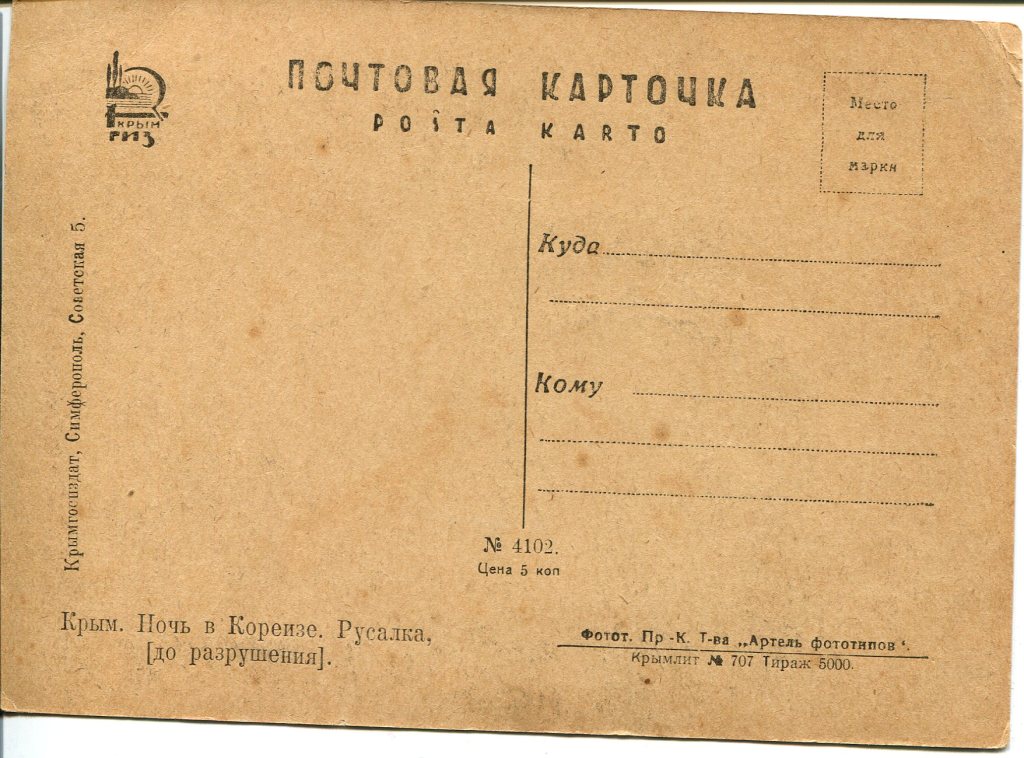 КРЫМ
ГИЗ
ПОЧТОВАЯ КАРТОЧКА
POŜTA KARTO
Место
для
марки
Крымгосиздат, Симферополь, Советская 5.
Куда
Кому
№ 4102.
Цена 5 коп
Крым. Ночь в Кореизе. Русалка,
[до разрушения].
Фотот. Пр-К. Т-ва „Артель фототипов“.
Крымлит № 707 Тираж 5000.